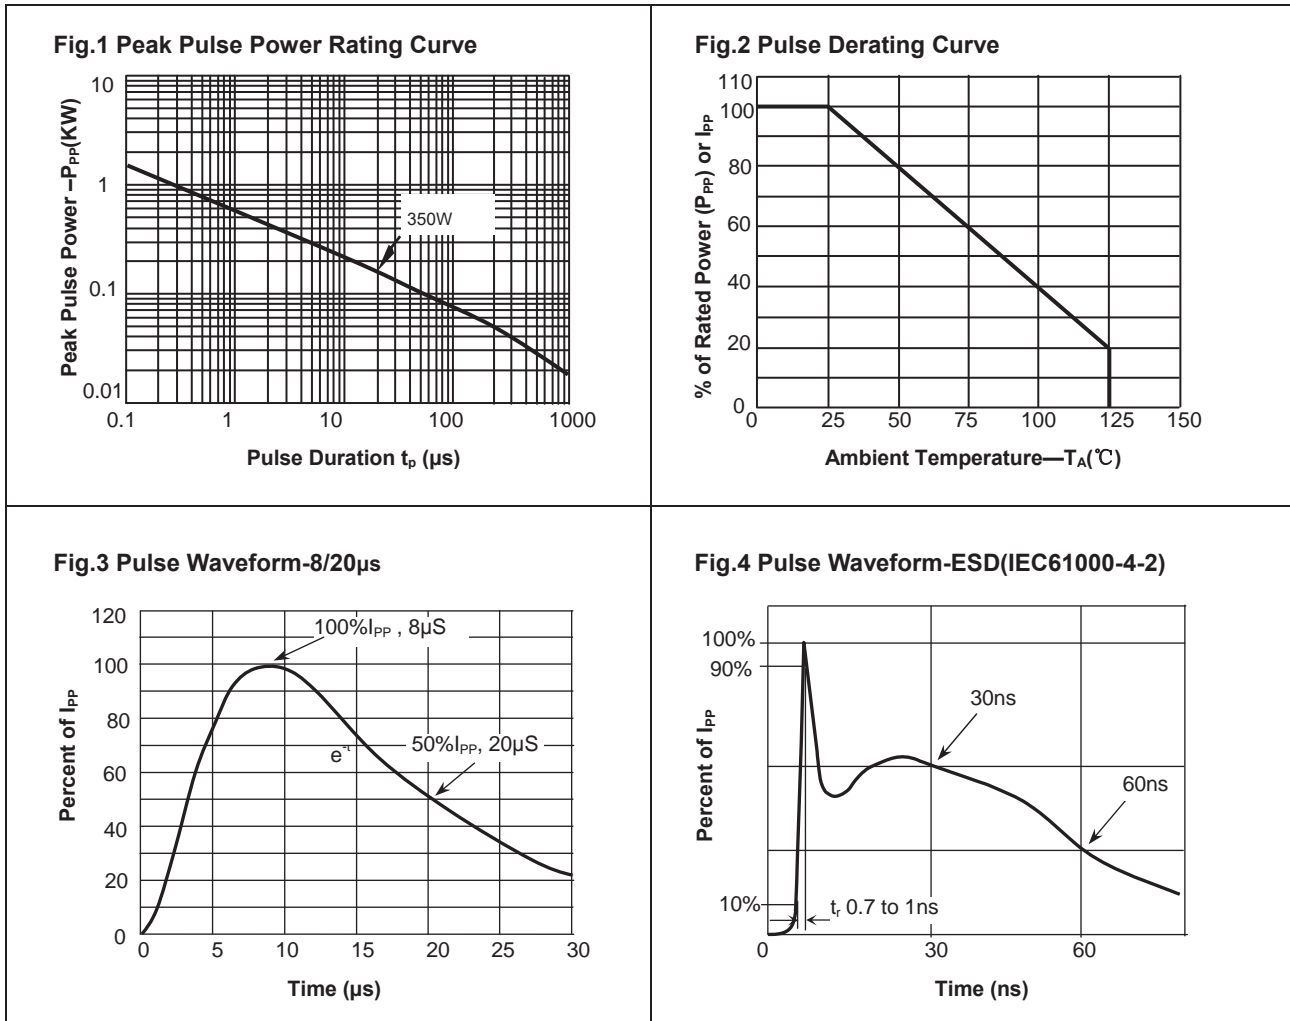 Fig.1 Peak Pulse Power Rating Curve
Peak Pulse Power –PPP(KW)
10
1
0.1
0.01
350W
0.1 1 10 100 1000
Pulse Duration tp (µs)
Fig.2 Pulse Derating Curve
% of Rated Power (PPP) or IPP
110
100
80
60
40
20
0
0 25 50 75 100 125 150
Ambient Temperature—TA(℃)
Fig.3 Pulse Waveform-8/20µs
Percent of IPP
120
100
80
60
40
20
0
100%IPP , 8µS
e-t
50%IPP, 20µS
0 5 10 15 20 25 30
Time (µs)
Fig.4 Pulse Waveform-ESD(IEC61000-4-2)
Percent of IPP
100%
90%
10%
30ns
60ns
tr 0.7 to 1ns
0 30 60
Time (ns)